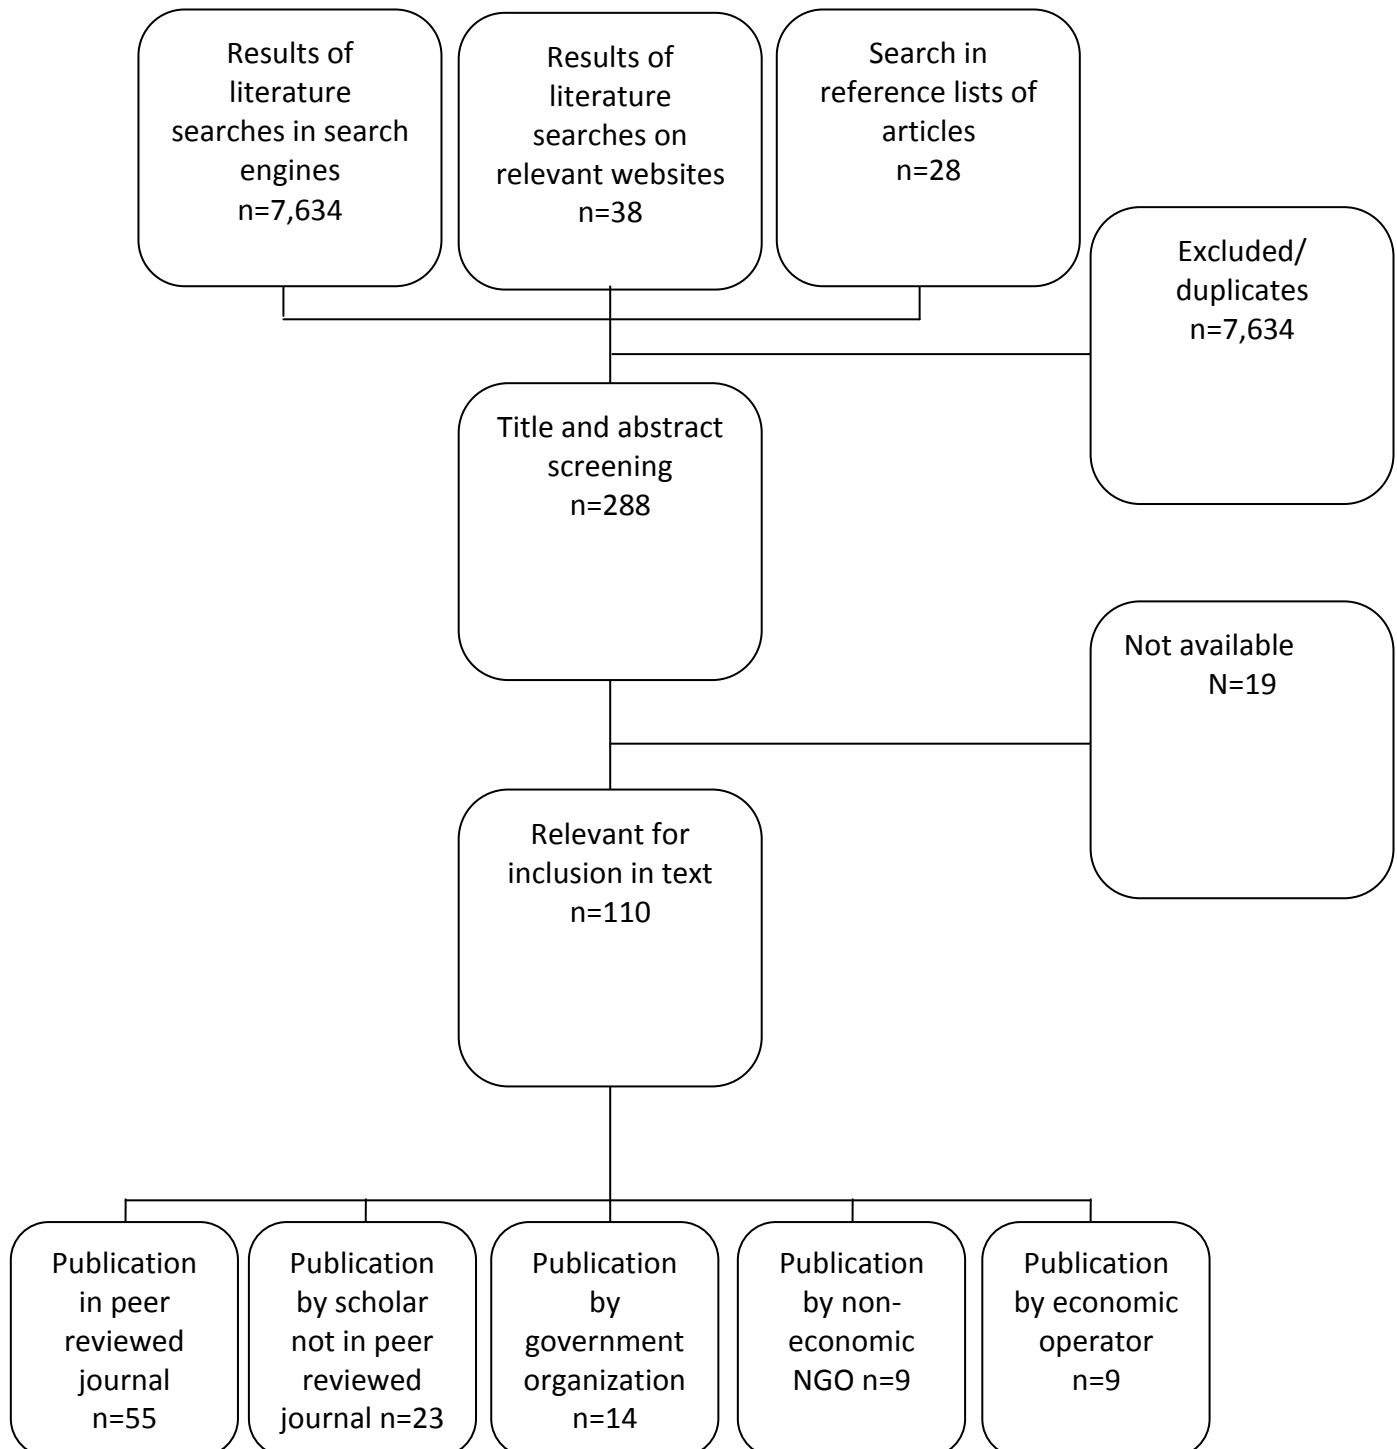 Results of
literature
searches in search
engines
n=7,634
Results of
literature
searches on
relevant websites
n=38
Search in
reference lists of
articles
n=28
Excluded/
duplicates
n=7,634
Title and abstract
screening
n=288
Not available
N=19
Relevant for
inclusion in text
n=110
Publication
in peer
reviewed
journal
n=55
Publication
by scholar
not in peer
reviewed
journal n=23
Publication
by
government
organization
n=14
Publication
by non-
economic
NGO n=9
Publication
by economic
operator
n=9